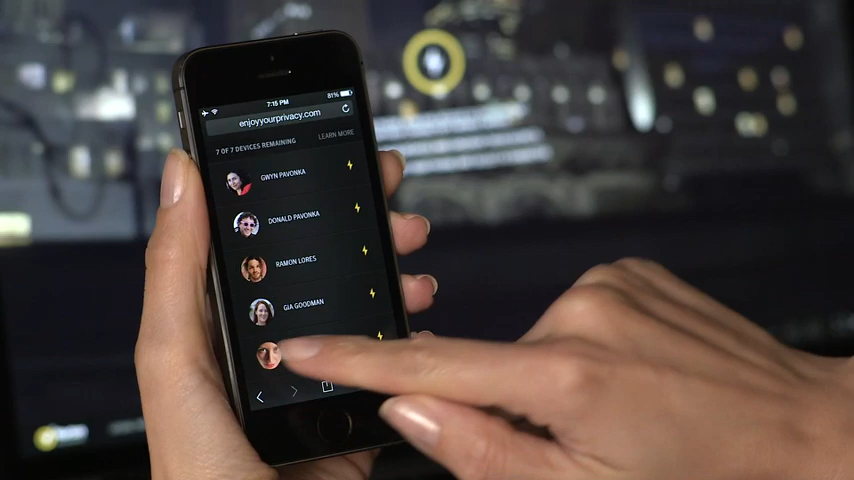 7:15 PM
81%
enjoyyourprivacy.com
7 OF 7 DEVICES REMAINING
LEARN MORE
GWYN PAVONKA
DONALD PAVONKA
RAMON LORES
GIA GOODMAN